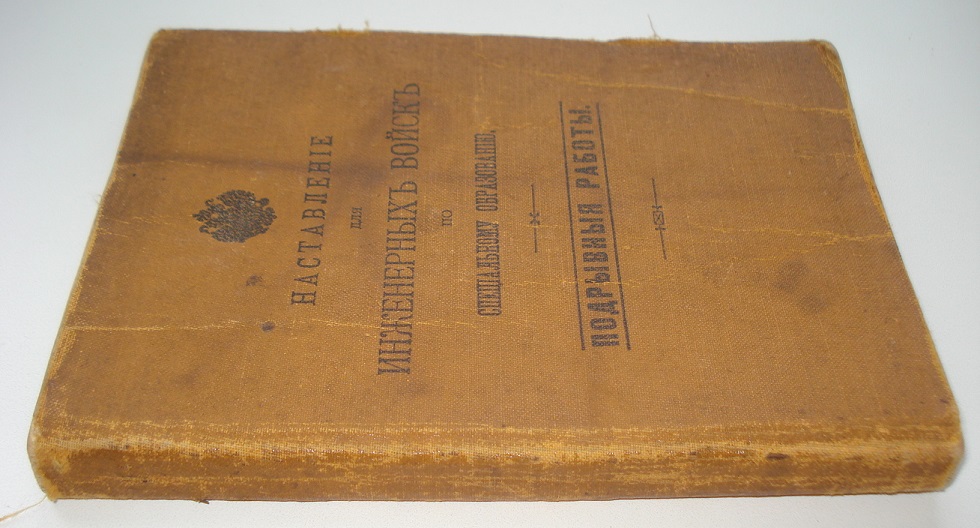 НАСТАВЛЕНІЕ
ДЛЯ
ИНЖЕНЕРНЫХЪ ВОЙСКЪ
ПО
СПЕЦІАЛЬНОМУ ОБРАЗОВАНІЮ.
ПОДРЫВНЫЯ РАБОТЫ.